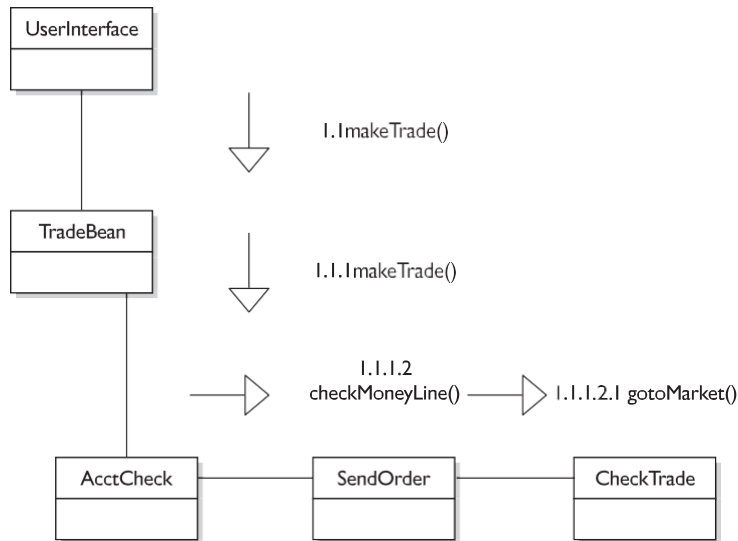 UserInterface
1.1makeTrade()
TradeBean
1.1.1makeTrade()
1.1.1.2
checkMoneyLine()
1.1.1.2.1 gotoMarket()
AcctCheck
SendOrder
CheckTrade